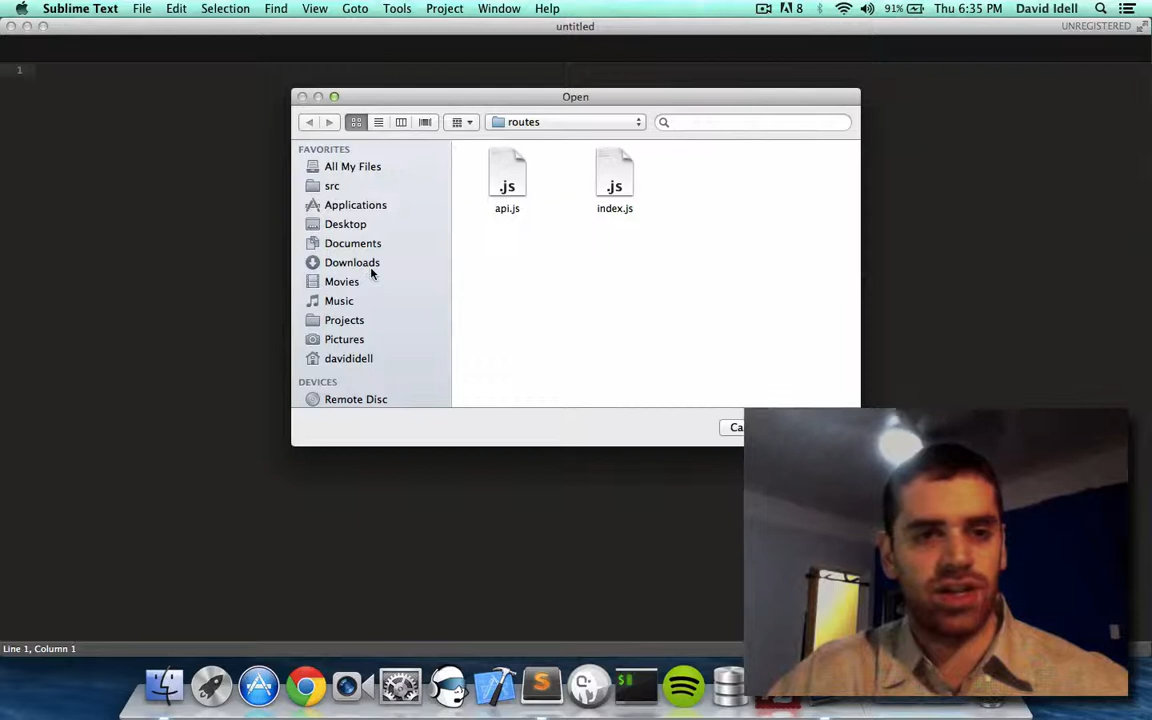 Sublime Text File Edit Selection Find View Goto Tools Project Window Help 8 91% Thu 6:35 PM David Idell
untitled UNREGISTERED
1
Open
routes
FAVORITES
All My Files
src
Applications
Desktop
Documents
Downloads
Movies
Music
Projects
Pictures
davididell
DEVICES
Remote Disc
.js
api.js
.js
index.js
Ca
Line 1, Column 1
S
$